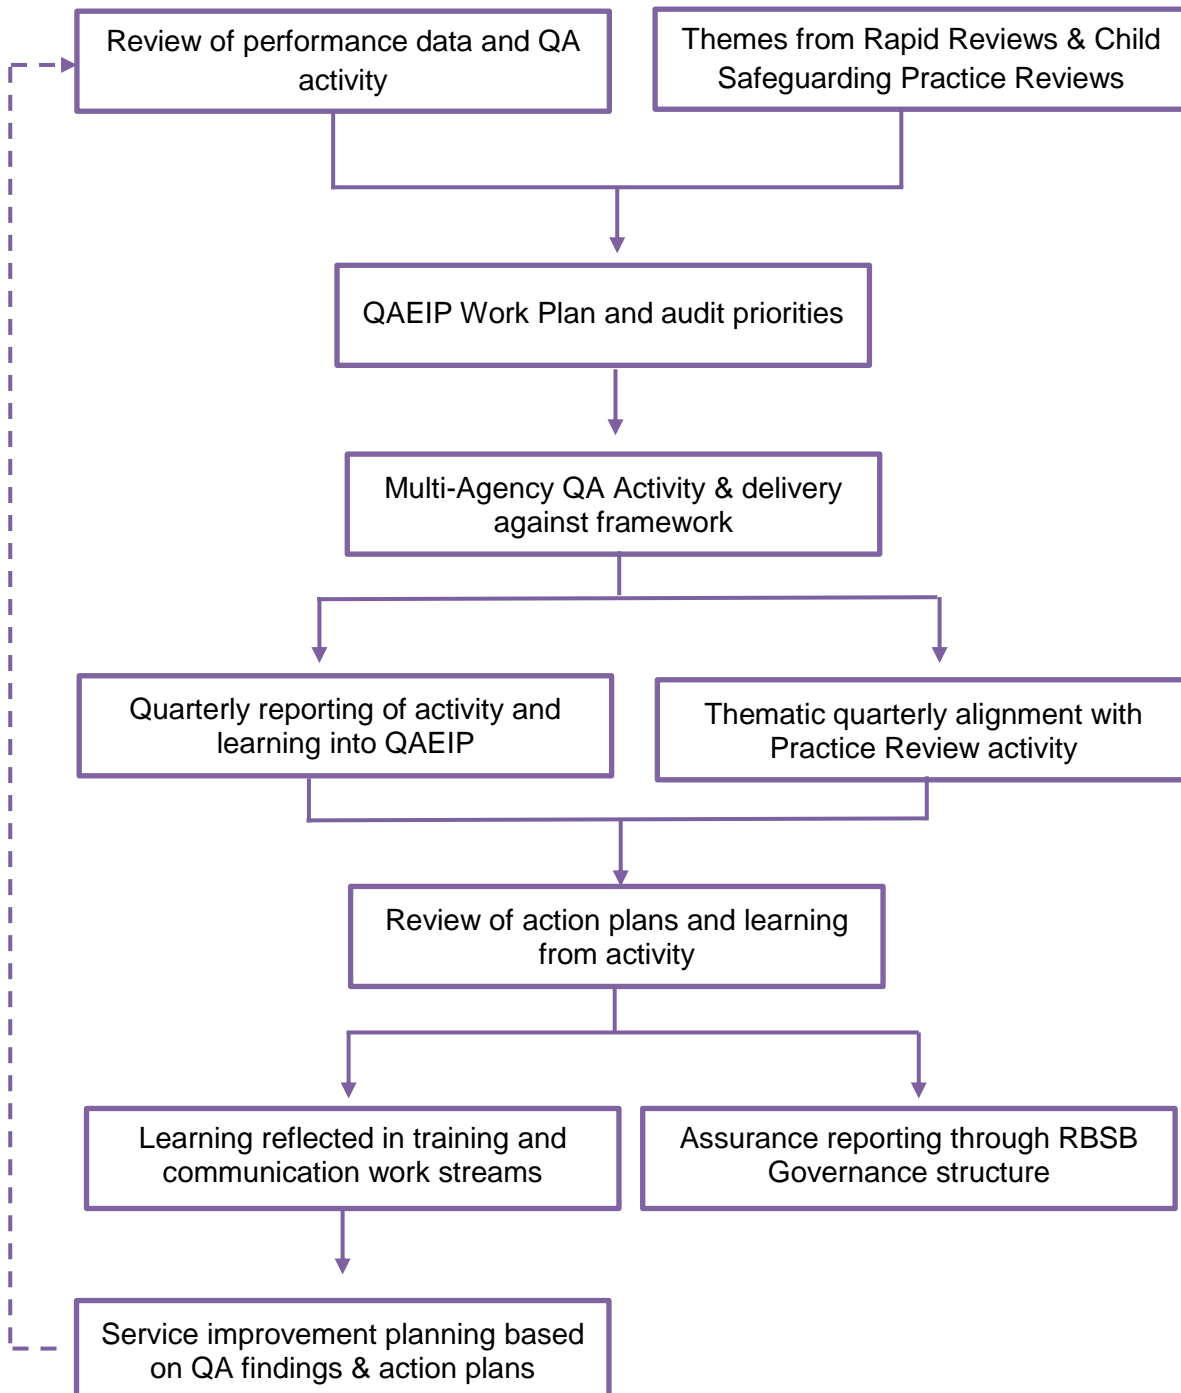 Review of performance data and QA
activity
Themes from Rapid Reviews & Child
Safeguarding Practice Reviews
QAEIP Work Plan and audit priorities
Multi-Agency QA Activity & delivery
against framework
Quarterly reporting of activity and
learning into QAEIP
Thematic quarterly alignment with
Practice Review activity
Review of action plans and learning
from activity
Learning reflected in training and
communication work streams
Assurance reporting through RBSB
Governance structure
Service improvement planning based
on QA findings & action plans